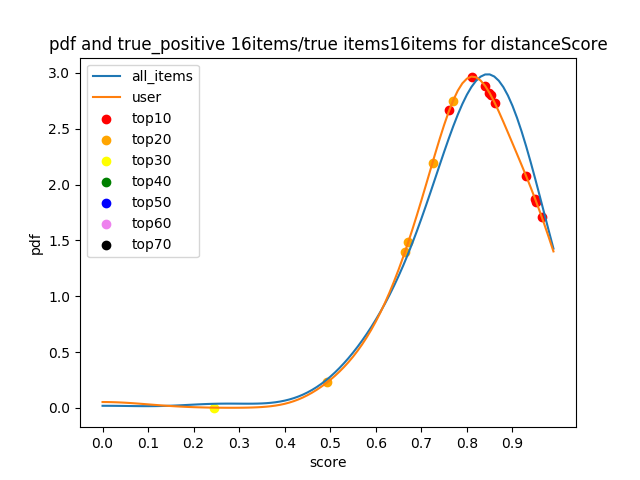 pdf and true_positive 16items/true items16items for distanceScore
all_items
user
top10
top20
top30
top40
top50
top60
top70
3.0
2.5
2.0
1.5
1.0
0.5
0.0
pdf
0.0 0.1 0.2 0.3 0.4 0.5 0.6 0.7 0.8 0.9
score